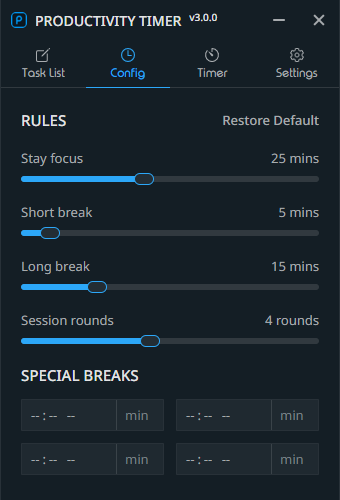 P PRODUCTIVITY TIMER v3.0.0
Task List Config Timer Settings
RULES Restore Default
Stay focus 25 mins
Short break 5 mins
Long break 15 mins
Session rounds 4 rounds
SPECIAL BREAKS
--:-- -- min --:-- -- min
--:-- -- min --:-- -- min